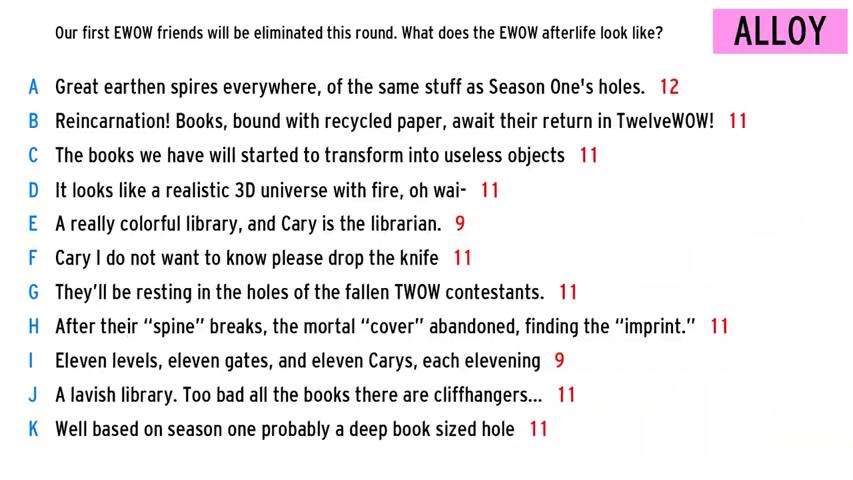 Our first EWOW friends will be eliminated this round. What does the EWOW afterlife look like?
ALLOY
A Great earthen spires everywhere, of the same stuff as Season One's holes. 12
B Reincarnation! Books, bound with recycled paper, await their return in TwelveWOW! 11
C The books we have will started to transform into useless objects 11
D It looks like a realistic 3D universe with fire, oh wai- 11
E A really colorful library, and Cary is the librarian. 9
F Cary I do not want to know please drop the knife 11
G They’ll be resting in the holes of the fallen TWOW contestants. 11
H After their “spine” breaks, the mortal “cover” abandoned, finding the “imprint.” 11
I Eleven levels, eleven gates, and eleven Carys, each elevening 9
J A lavish library. Too bad all the books there are cliffhangers... 11
K Well based on season one probably a deep book sized hole 11